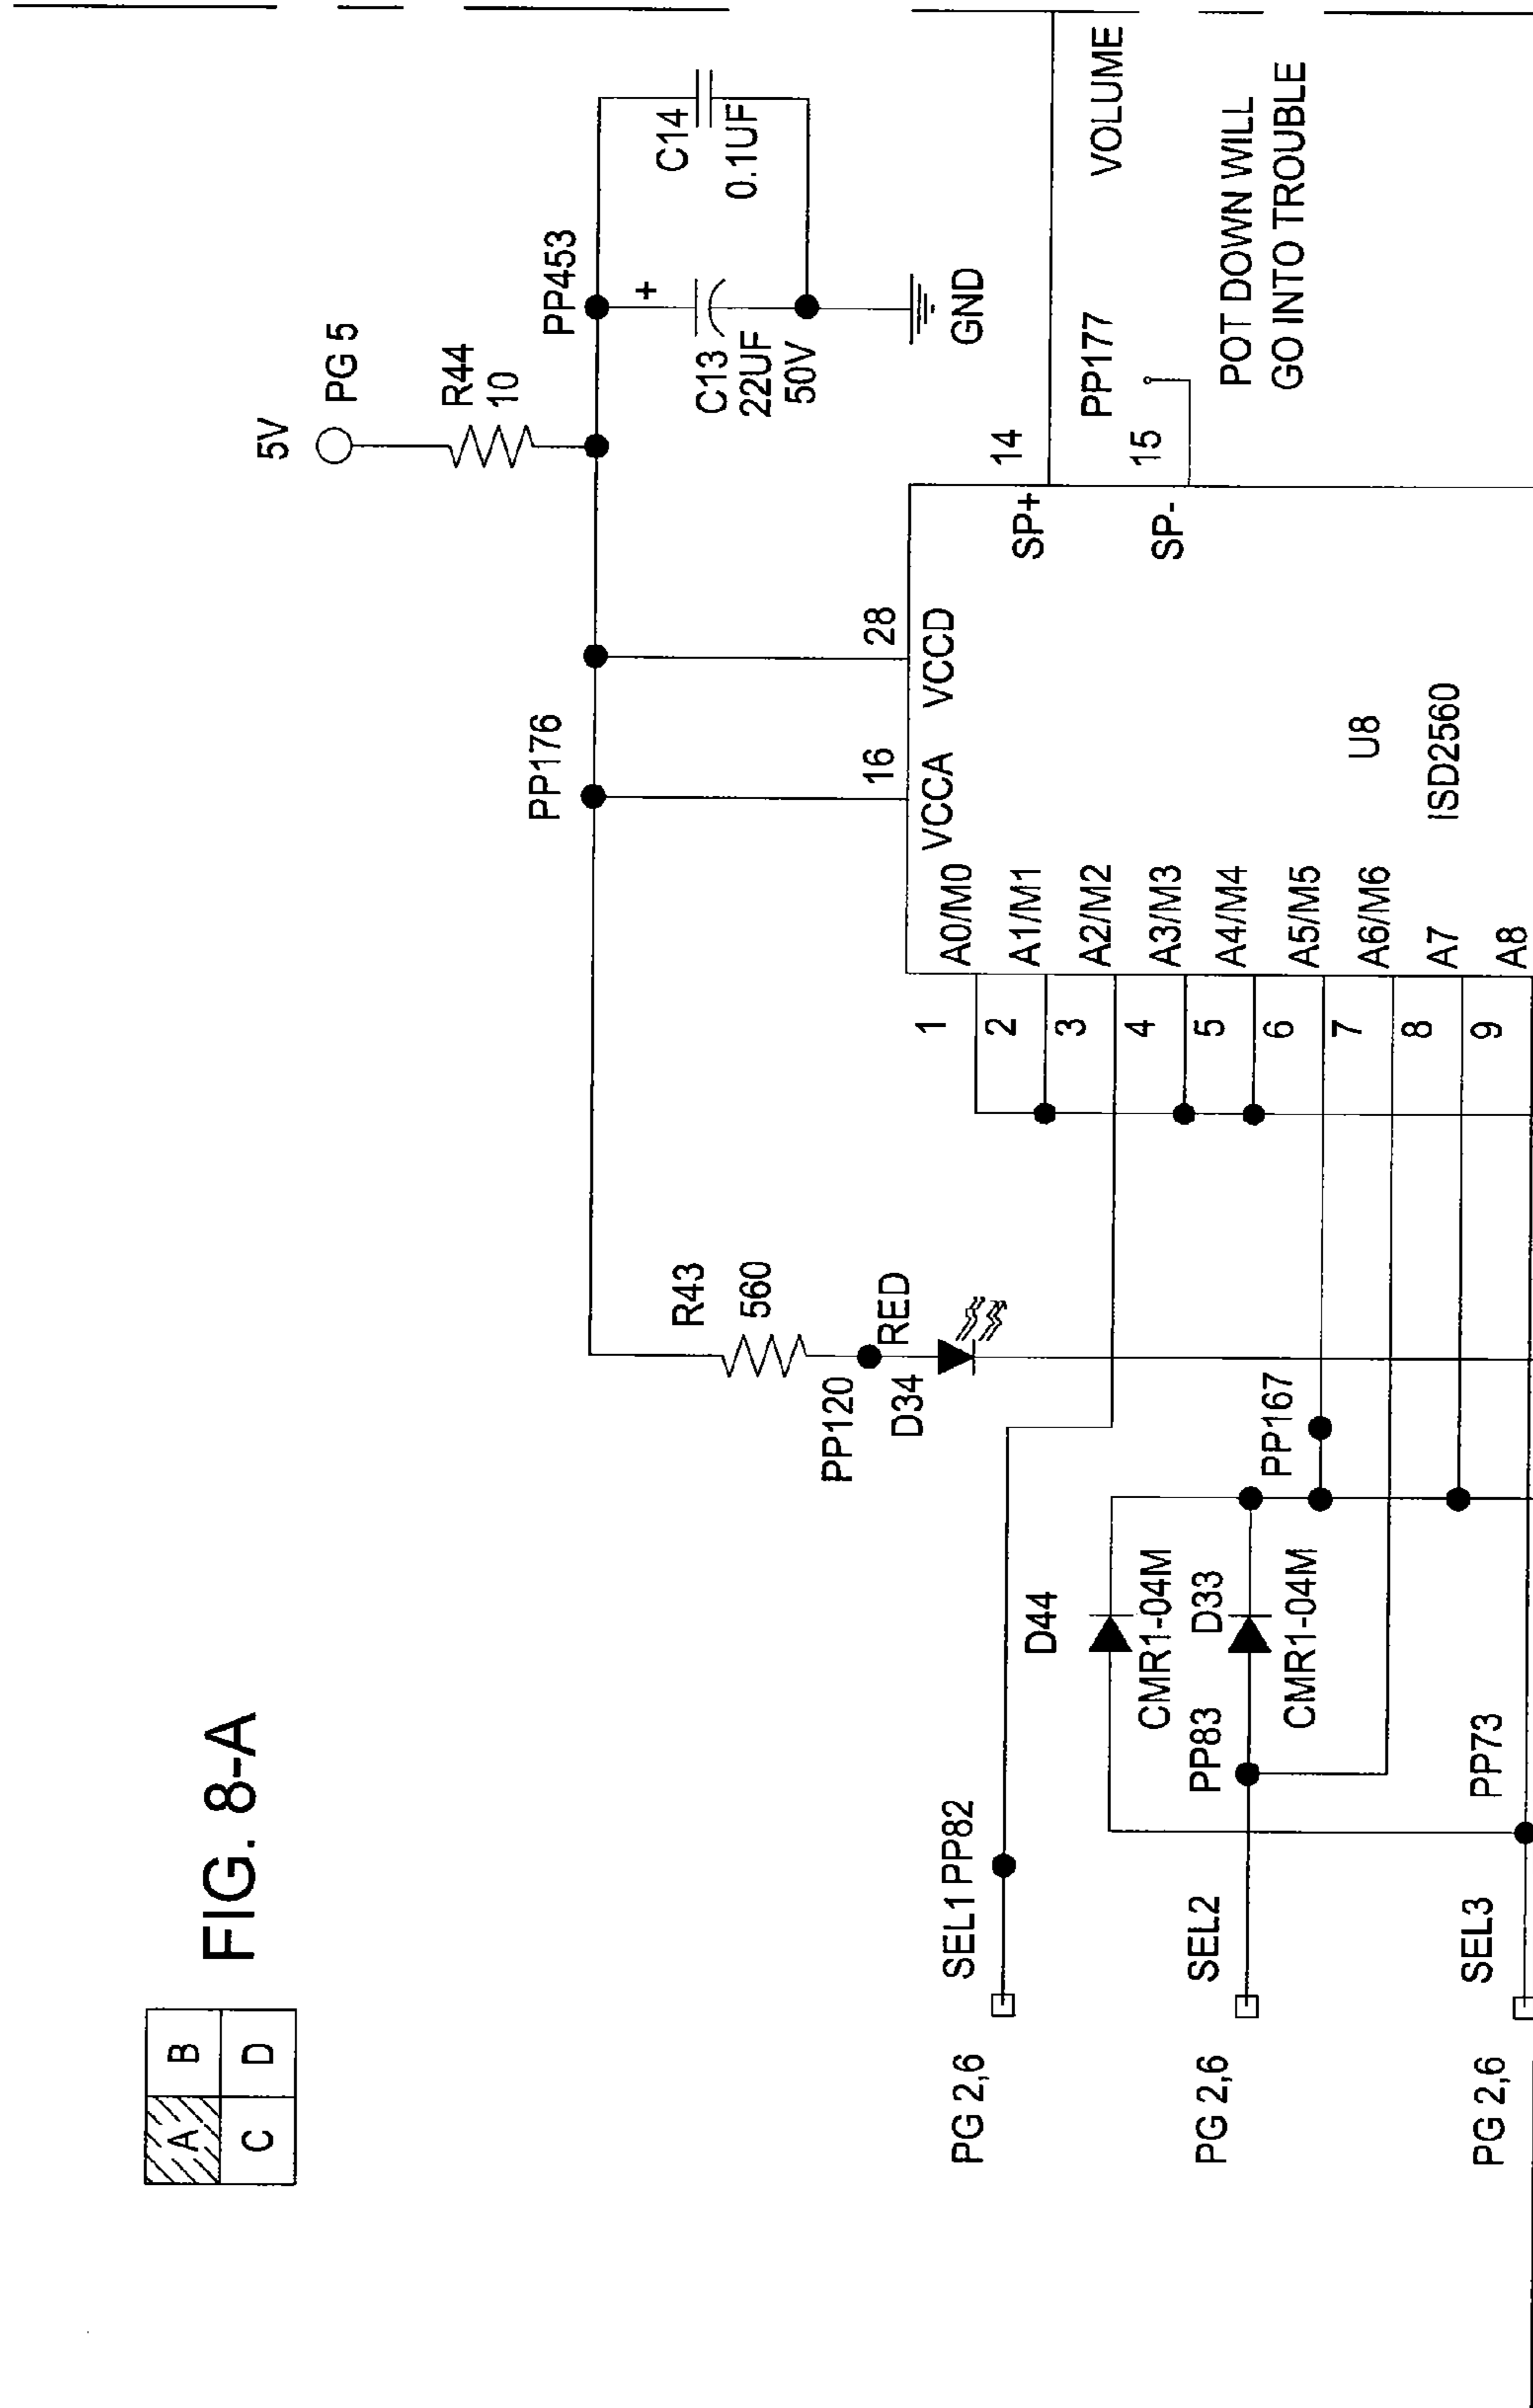 A
B
C
D
FIG. 8-A
5V
PG 5
R44
10
PP453
+
C13
22UF
50V
C14
0.1UF
GND
PP176
16
28
VCCA
VCCD
R43
560
PP120
RED
D34
SEL1
PP82
PG 2,6
1
A0/M0
2
A1/M1
3
A2/M2
4
A3/M3
5
A4/M4
6
A5/M5
7
A6/M6
8
A7
9
A8
SP+
14
SP-
15
PP177
VOLUME
POT DOWN WILL
GO INTO TROUBLE
U8
ISD2560
D44
CMR1-04M
PP167
SEL2
PP83
D33
CMR1-04M
PG 2,6
SEL3
PP73
PG 2,6